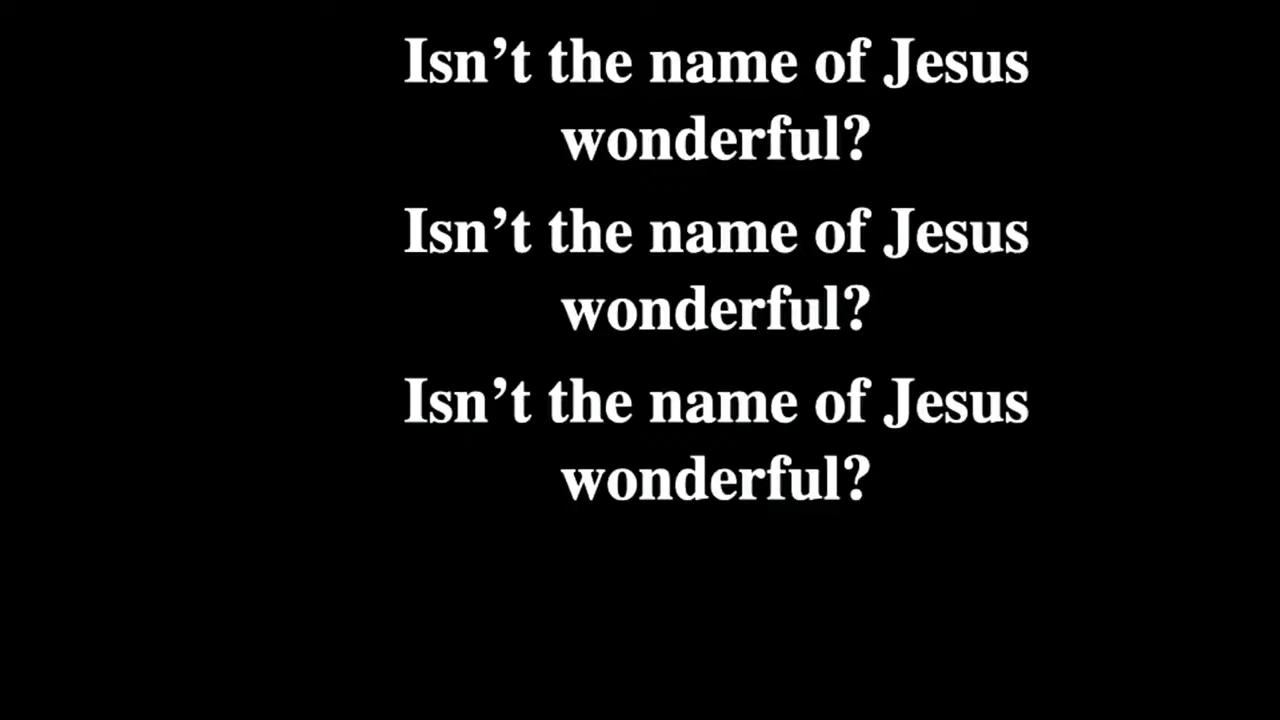 Isn’t the name of Jesus
wonderful?
Isn’t the name of Jesus
wonderful?
Isn’t the name of Jesus
wonderful?